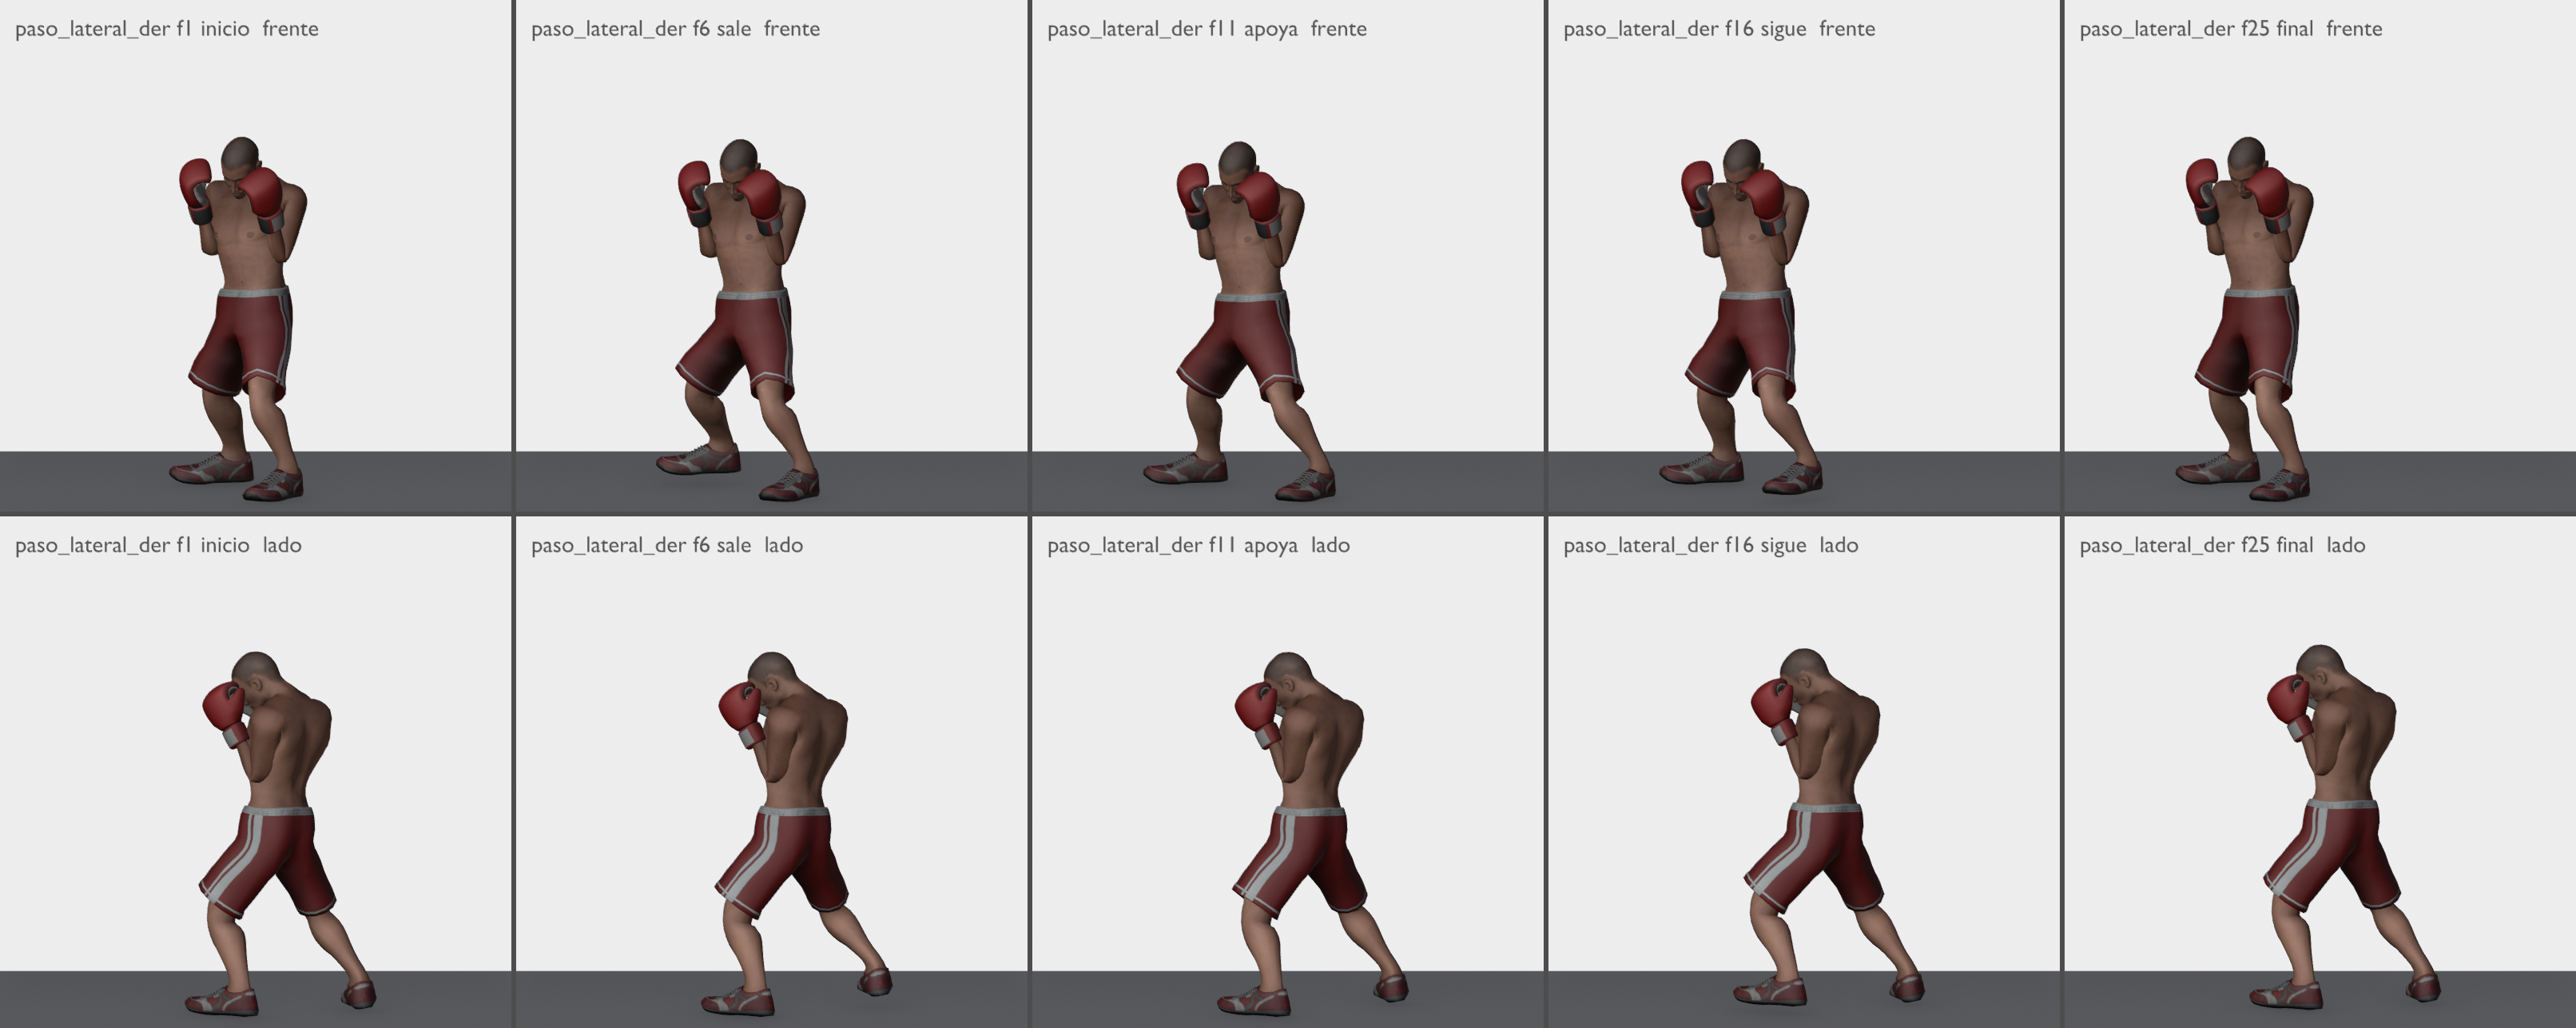 paso_lateral_der f1 inicio frente
paso_lateral_der f6 sale frente
paso_lateral_der f11 apoya frente
paso_lateral_der f16 sigue frente
paso_lateral_der f25 final frente
paso_lateral_der f1 inicio lado
paso_lateral_der f6 sale lado
paso_lateral_der f11 apoya lado
paso_lateral_der f16 sigue lado
paso_lateral_der f25 final lado